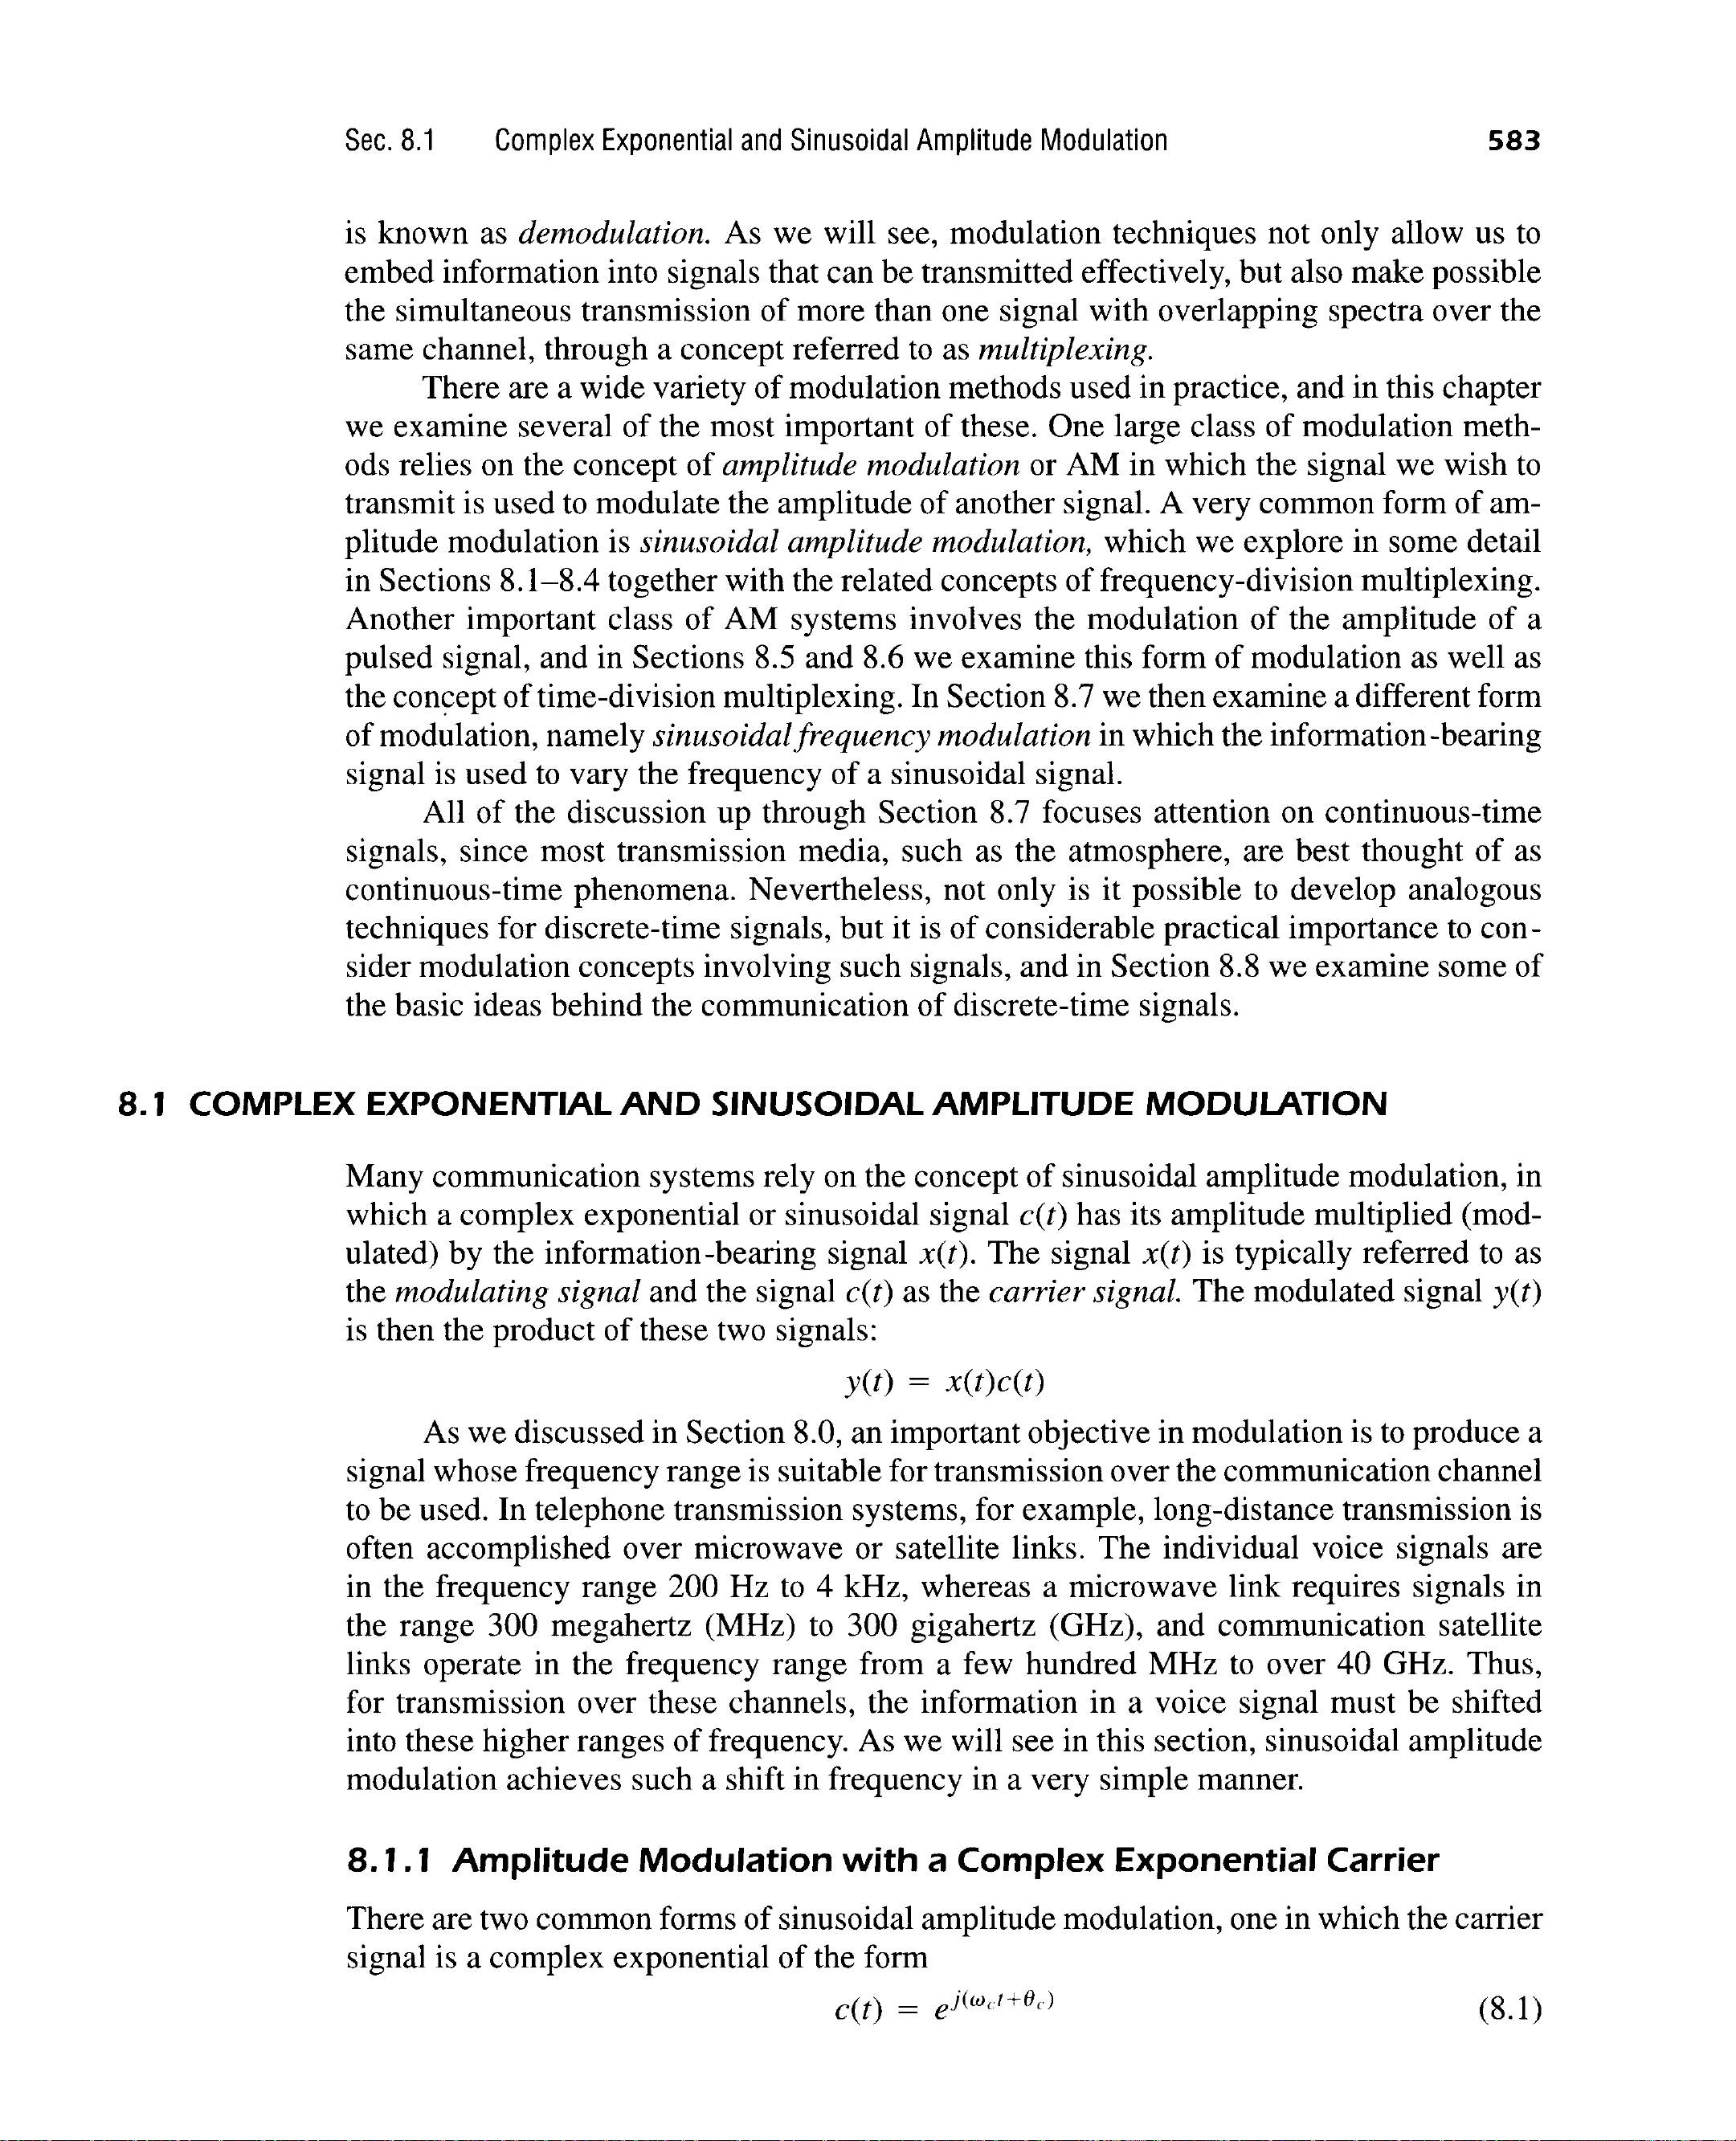 Sec. 8.1 Complex Exponential and Sinusoidal Amplitude Modulation 583
is known as demodulation. As we will see, modulation techniques not only allow us to
embed information into signals that can be transmitted effectively, but also make possible
the simultaneous transmission of more than one signal with overlapping spectra over the
same channel, through a concept referred to as multiplexing.
There are a wide variety of modulation methods used in practice, and in this chapter
we examine several of the most important of these. One large class of modulation meth-
ods relies on the concept of amplitude modulation or AM in which the signal we wish to
transmit is used to modulate the amplitude of another signal. A very common form of am-
plitude modulation is sinusoidal amplitude modulation, which we explore in some detail
in Sections 8.1–8.4 together with the related concepts of frequency-division multiplexing.
Another important class of AM systems involves the modulation of the amplitude of a
pulsed signal, and in Sections 8.5 and 8.6 we examine this form of modulation as well as
the concept of time-division multiplexing. In Section 8.7 we then examine a different form
of modulation, namely sinusoidal frequency modulation in which the information-bearing
signal is used to vary the frequency of a sinusoidal signal.
All of the discussion up through Section 8.7 focuses attention on continuous-time
signals, since most transmission media, such as the atmosphere, are best thought of as
continuous-time phenomena. Nevertheless, not only is it possible to develop analogous
techniques for discrete-time signals, but it is of considerable practical importance to con-
sider modulation concepts involving such signals, and in Section 8.8 we examine some of
the basic ideas behind the communication of discrete-time signals.
8.1 COMPLEX EXPONENTIAL AND SINUSOIDAL AMPLITUDE MODULATION
Many communication systems rely on the concept of sinusoidal amplitude modulation, in
which a complex exponential or sinusoidal signal c(t) has its amplitude multiplied (mod-
ulated) by the information-bearing signal x(t). The signal x(t) is typically referred to as
the modulating signal and the signal c(t) as the carrier signal. The modulated signal y(t)
is then the product of these two signals:
y(t) = x(t)c(t)
As we discussed in Section 8.0, an important objective in modulation is to produce a
signal whose frequency range is suitable for transmission over the communication channel
to be used. In telephone transmission systems, for example, long-distance transmission is
often accomplished over microwave or satellite links. The individual voice signals are
in the frequency range 200 Hz to 4 kHz, whereas a microwave link requires signals in
the range 300 megahertz (MHz) to 300 gigahertz (GHz), and communication satellite
links operate in the frequency range from a few hundred MHz to over 40 GHz. Thus,
for transmission over these channels, the information in a voice signal must be shifted
into these higher ranges of frequency. As we will see in this section, sinusoidal amplitude
modulation achieves such a shift in frequency in a very simple manner.
8.1.1 Amplitude Modulation with a Complex Exponential Carrier
There are two common forms of sinusoidal amplitude modulation, one in which the carrier
signal is a complex exponential of the form
c(t) = e^{j(ω_c t+θ_c)} (8.1)